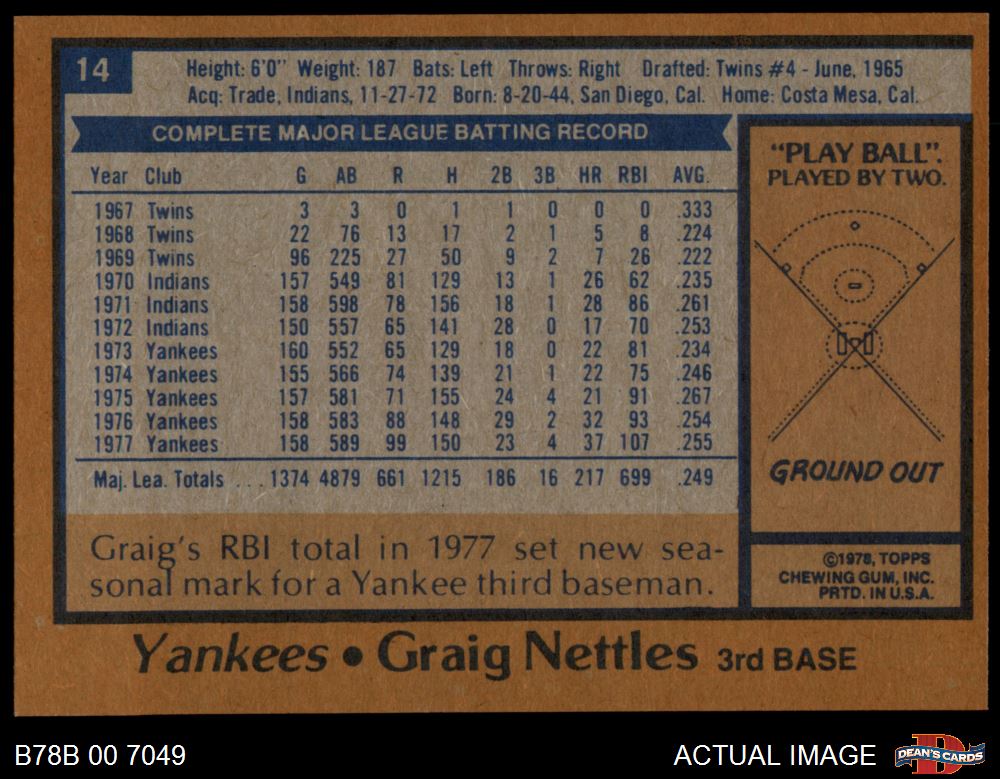 14
Height: 6'0" Weight: 187 Bats: Left Throws: Right Drafted: Twins #4 - June, 1965
Acq: Trade, Indians, 11-27-72 Born: 8-20-44, San Diego, Cal. Home: Costa Mesa, Cal.
COMPLETE MAJOR LEAGUE BATTING RECORD
Year Club G AB R H 2B 3B HR RBI AVG.
1967 Twins 3 3 0 1 1 0 0 0 .333
1968 Twins 22 76 13 17 2 1 5 8 .224
1969 Twins 96 225 27 50 9 2 7 26 .222
1970 Indians 157 549 81 129 13 1 26 62 .235
1971 Indians 158 598 78 156 18 1 28 86 .261
1972 Indians 150 557 65 141 28 0 17 70 .253
1973 Yankees 160 552 65 129 18 0 22 81 .234
1974 Yankees 155 566 74 139 21 1 22 75 .246
1975 Yankees 157 581 71 155 24 4 21 91 .267
1976 Yankees 158 583 88 148 29 2 32 93 .254
1977 Yankees 158 589 99 150 23 4 37 107 .255
Maj. Lea. Totals ... 1374 4879 661 1215 186 16 217 699 .249
Graig's RBI total in 1977 set new sea-
sonal mark for a Yankee third baseman.
"PLAY BALL".
PLAYED BY TWO.
GROUND OUT
©1978, TOPPS
CHEWING GUM, INC.
PRTD. IN U.S.A.
Yankees • Graig Nettles 3rd BASE
B78B 00 7049
ACTUAL IMAGE
DEAN'S CARDS